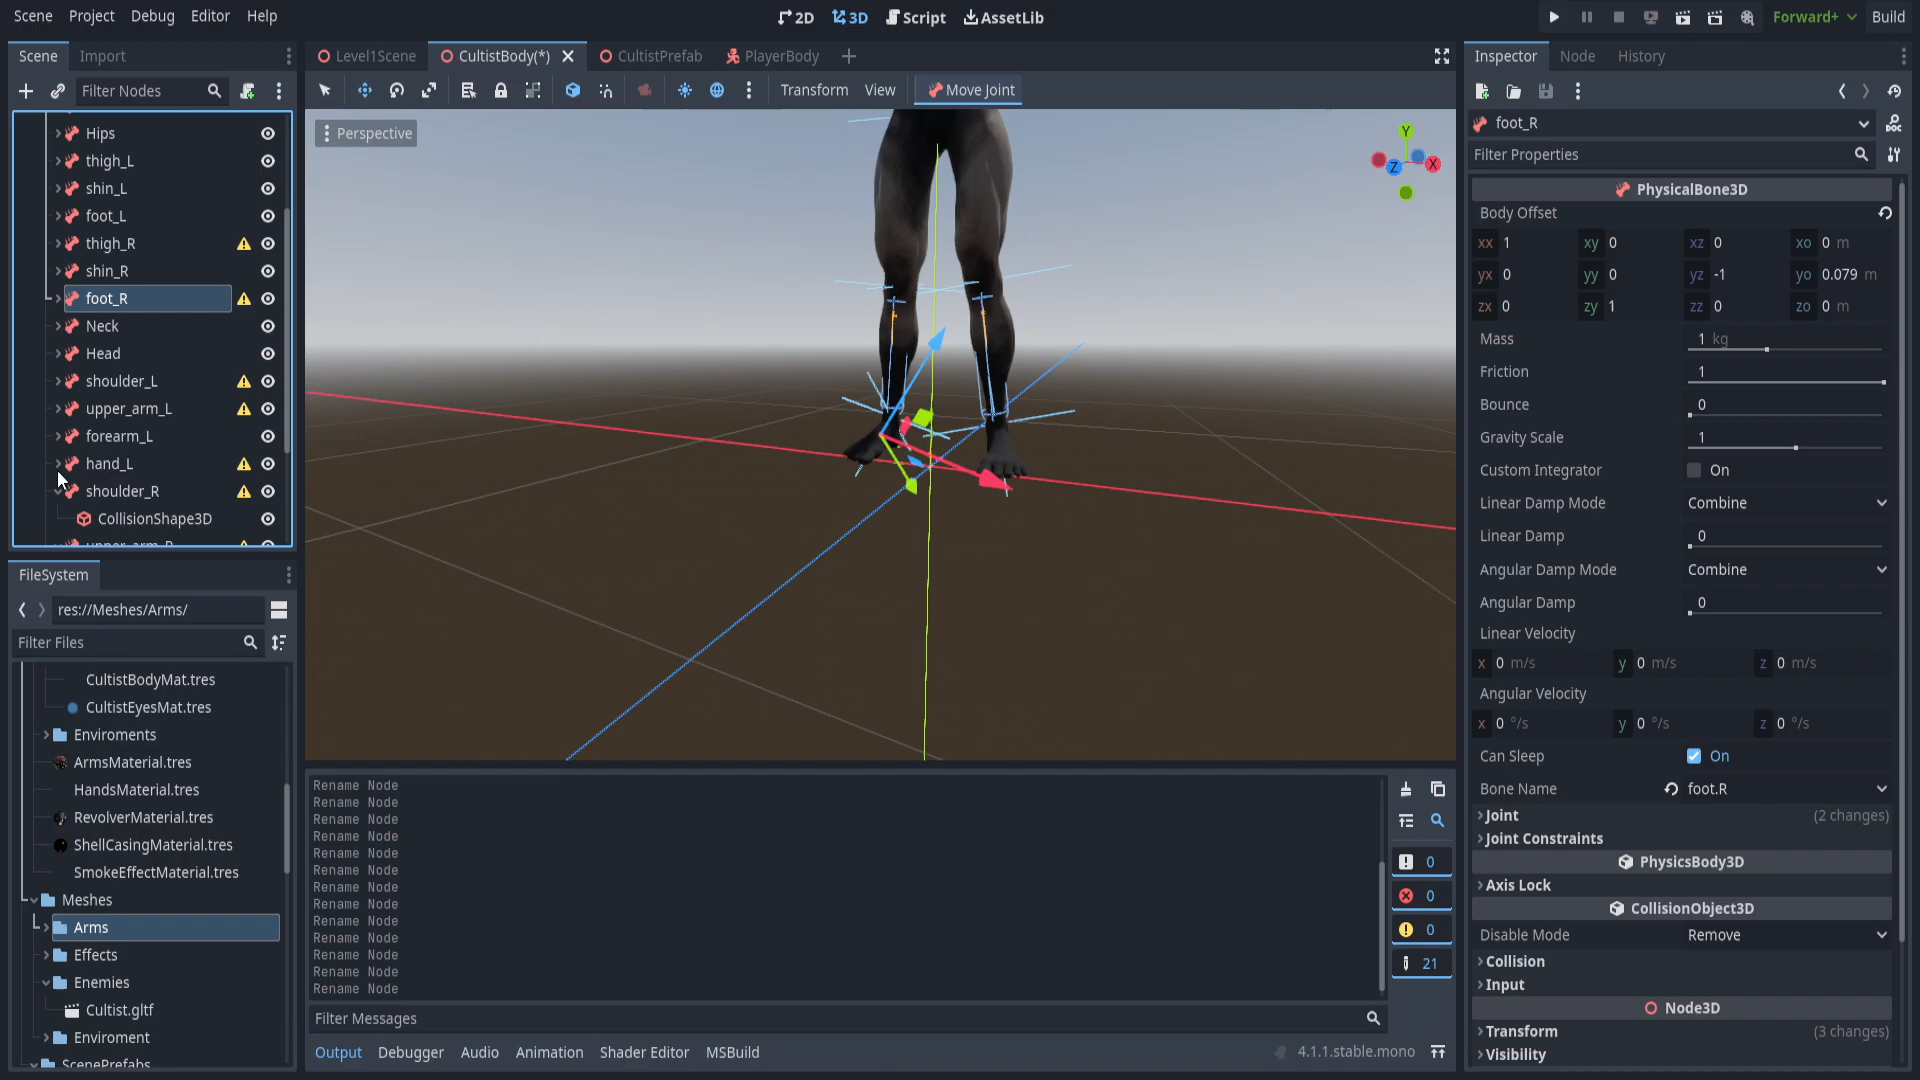 Scene Project Debug Editor Help
2D 3D Script AssetLib
Forward+ Build
Scene Import
Filter Nodes
Hips
thigh_L
shin_L
foot_L
thigh_R
shin_R
foot_R
Neck
Head
shoulder_L
upper_arm_L
forearm_L
hand_L
shoulder_R
CollisionShape3D
upper_arm_R
FileSystem
res://Meshes/Arms/
Filter Files
CultistBodyMat.tres
CultistEyesMat.tres
Enviroments
ArmsMaterial.tres
HandsMaterial.tres
RevolverMaterial.tres
ShellCasingMaterial.tres
SmokeEffectMaterial.tres
Meshes
Arms
Effects
Enemies
Cultist.gltf
Enviroment
ScenePrefabs
Level1Scene CultistBody(*) CultistPrefab PlayerBody
Transform View Move Joint
Perspective
Y
Z X
Rename Node
Rename Node
Rename Node
Rename Node
Rename Node
Rename Node
Rename Node
Rename Node
Rename Node
Rename Node
Rename Node
Rename Node
Rename Node
0
0
0
21
Filter Messages
Output Debugger Audio Animation Shader Editor MSBuild 4.1.1.stable.mono
Inspector Node History
foot_R
Filter Properties
PhysicalBone3D
Body Offset
xx 1 xy 0 xz 0 xo 0 m
yx 0 yy 0 yz -1 yo 0.079 m
zx 0 zy 1 zz 0 zo 0 m
Mass 1 kg
Friction 1
Bounce 0
Gravity Scale 1
Custom Integrator On
Linear Damp Mode Combine
Linear Damp 0
Angular Damp Mode Combine
Angular Damp 0
Linear Velocity
x 0 m/s y 0 m/s z 0 m/s
Angular Velocity
x 0 °/s y 0 °/s z 0 °/s
Can Sleep On
Bone Name foot.R
Joint (2 changes)
Joint Constraints
PhysicsBody3D
Axis Lock
CollisionObject3D
Disable Mode Remove
Collision
Input
Node3D
Transform (3 changes)
Visibility